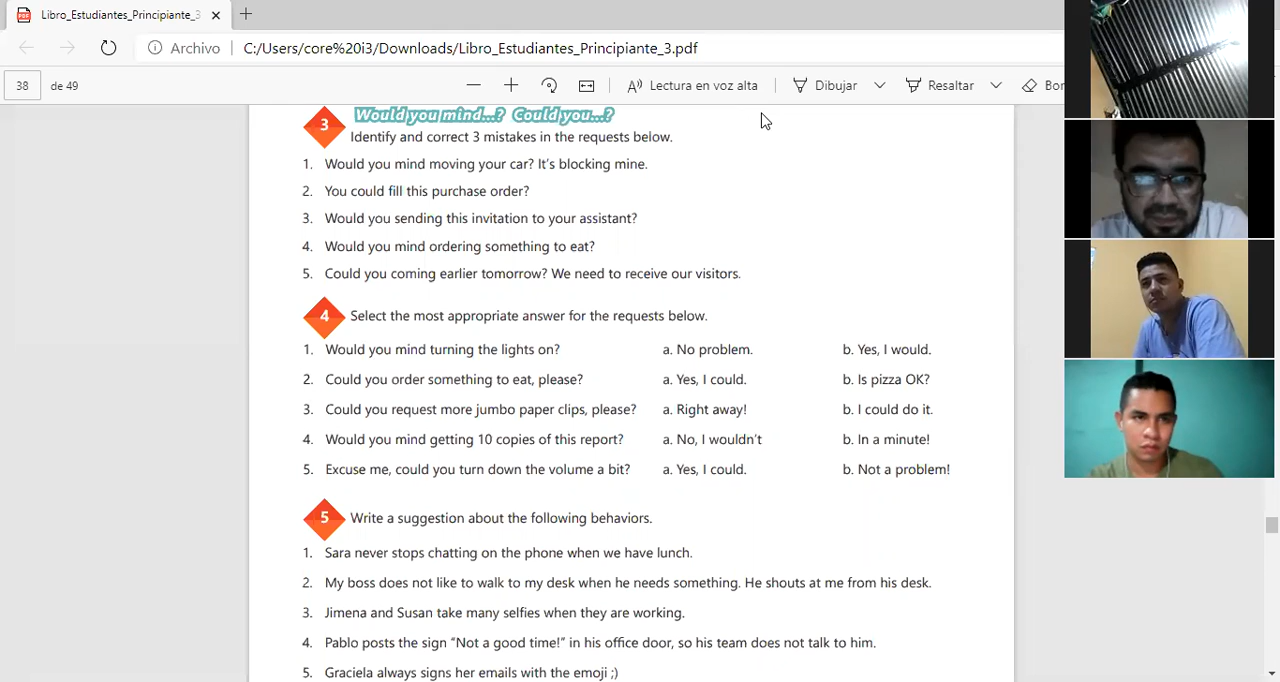 Libro_Estudiantes_Principiante_3
Archivo
C:/Users/core%20i3/Downloads/Libro_Estudiantes_Principiante_3.pdf
38 de 49
Lectura en voz alta
Dibujar
Resaltar
Bor
3
Would you mind...? Could you...?
Identify and correct 3 mistakes in the requests below.
1. Would you mind moving your car? It's blocking mine.
2. You could fill this purchase order?
3. Would you sending this invitation to your assistant?
4. Would you mind ordering something to eat?
5. Could you coming earlier tomorrow? We need to receive our visitors.
4 Select the most appropriate answer for the requests below.
1. Would you mind turning the lights on? a. No problem. b. Yes, I would.
2. Could you order something to eat, please? a. Yes, I could. b. Is pizza OK?
3. Could you request more jumbo paper clips, please? a. Right away! b. I could do it.
4. Would you mind getting 10 copies of this report? a. No, I wouldn't b. In a minute!
5. Excuse me, could you turn down the volume a bit? a. Yes, I could. b. Not a problem!
5 Write a suggestion about the following behaviors.
1. Sara never stops chatting on the phone when we have lunch.
2. My boss does not like to walk to my desk when he needs something. He shouts at me from his desk.
3. Jimena and Susan take many selfies when they are working.
4. Pablo posts the sign “Not a good time!” in his office door, so his team does not talk to him.
5. Graciela always signs her emails with the emoji ;)